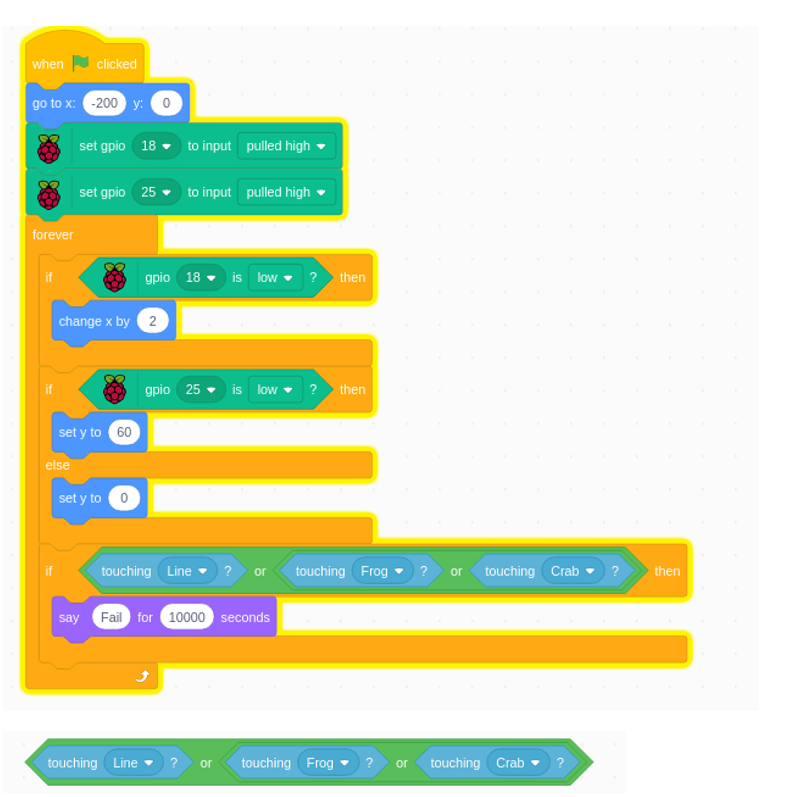 when clicked
go to x: -200 y: 0
set gpio 18 to input pulled high
set gpio 25 to input pulled high
forever
if gpio 18 is low ? then
change x by 2
if gpio 25 is low ? then
set y to 60
else
set y to 0
if touching Line ? or touching Frog ? or touching Crab ? then
say Fail for 10000 seconds
touching Line ? or touching Frog ? or touching Crab ?